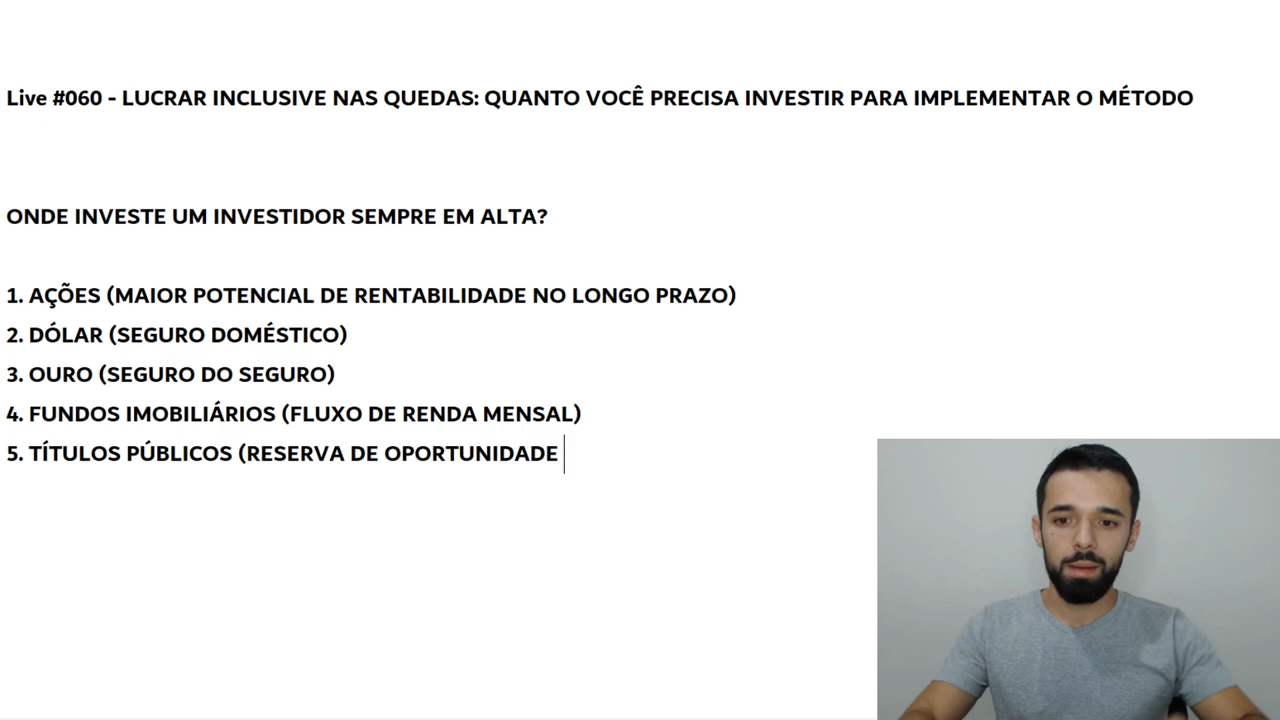 Live #060 - LUCRAR INCLUSIVE NAS QUEDAS: QUANTO VOCÊ PRECISA INVESTIR PARA IMPLEMENTAR O MÉTODO
ONDE INVESTE UM INVESTIDOR SEMPRE EM ALTA?
1. AÇÕES (MAIOR POTENCIAL DE RENTABILIDADE NO LONGO PRAZO)
2. DÓLAR (SEGURO DOMÉSTICO)
3. OURO (SEGURO DO SEGURO)
4. FUNDOS IMOBILIÁRIOS (FLUXO DE RENDA MENSAL)
5. TÍTULOS PÚBLICOS (RESERVA DE OPORTUNIDADE